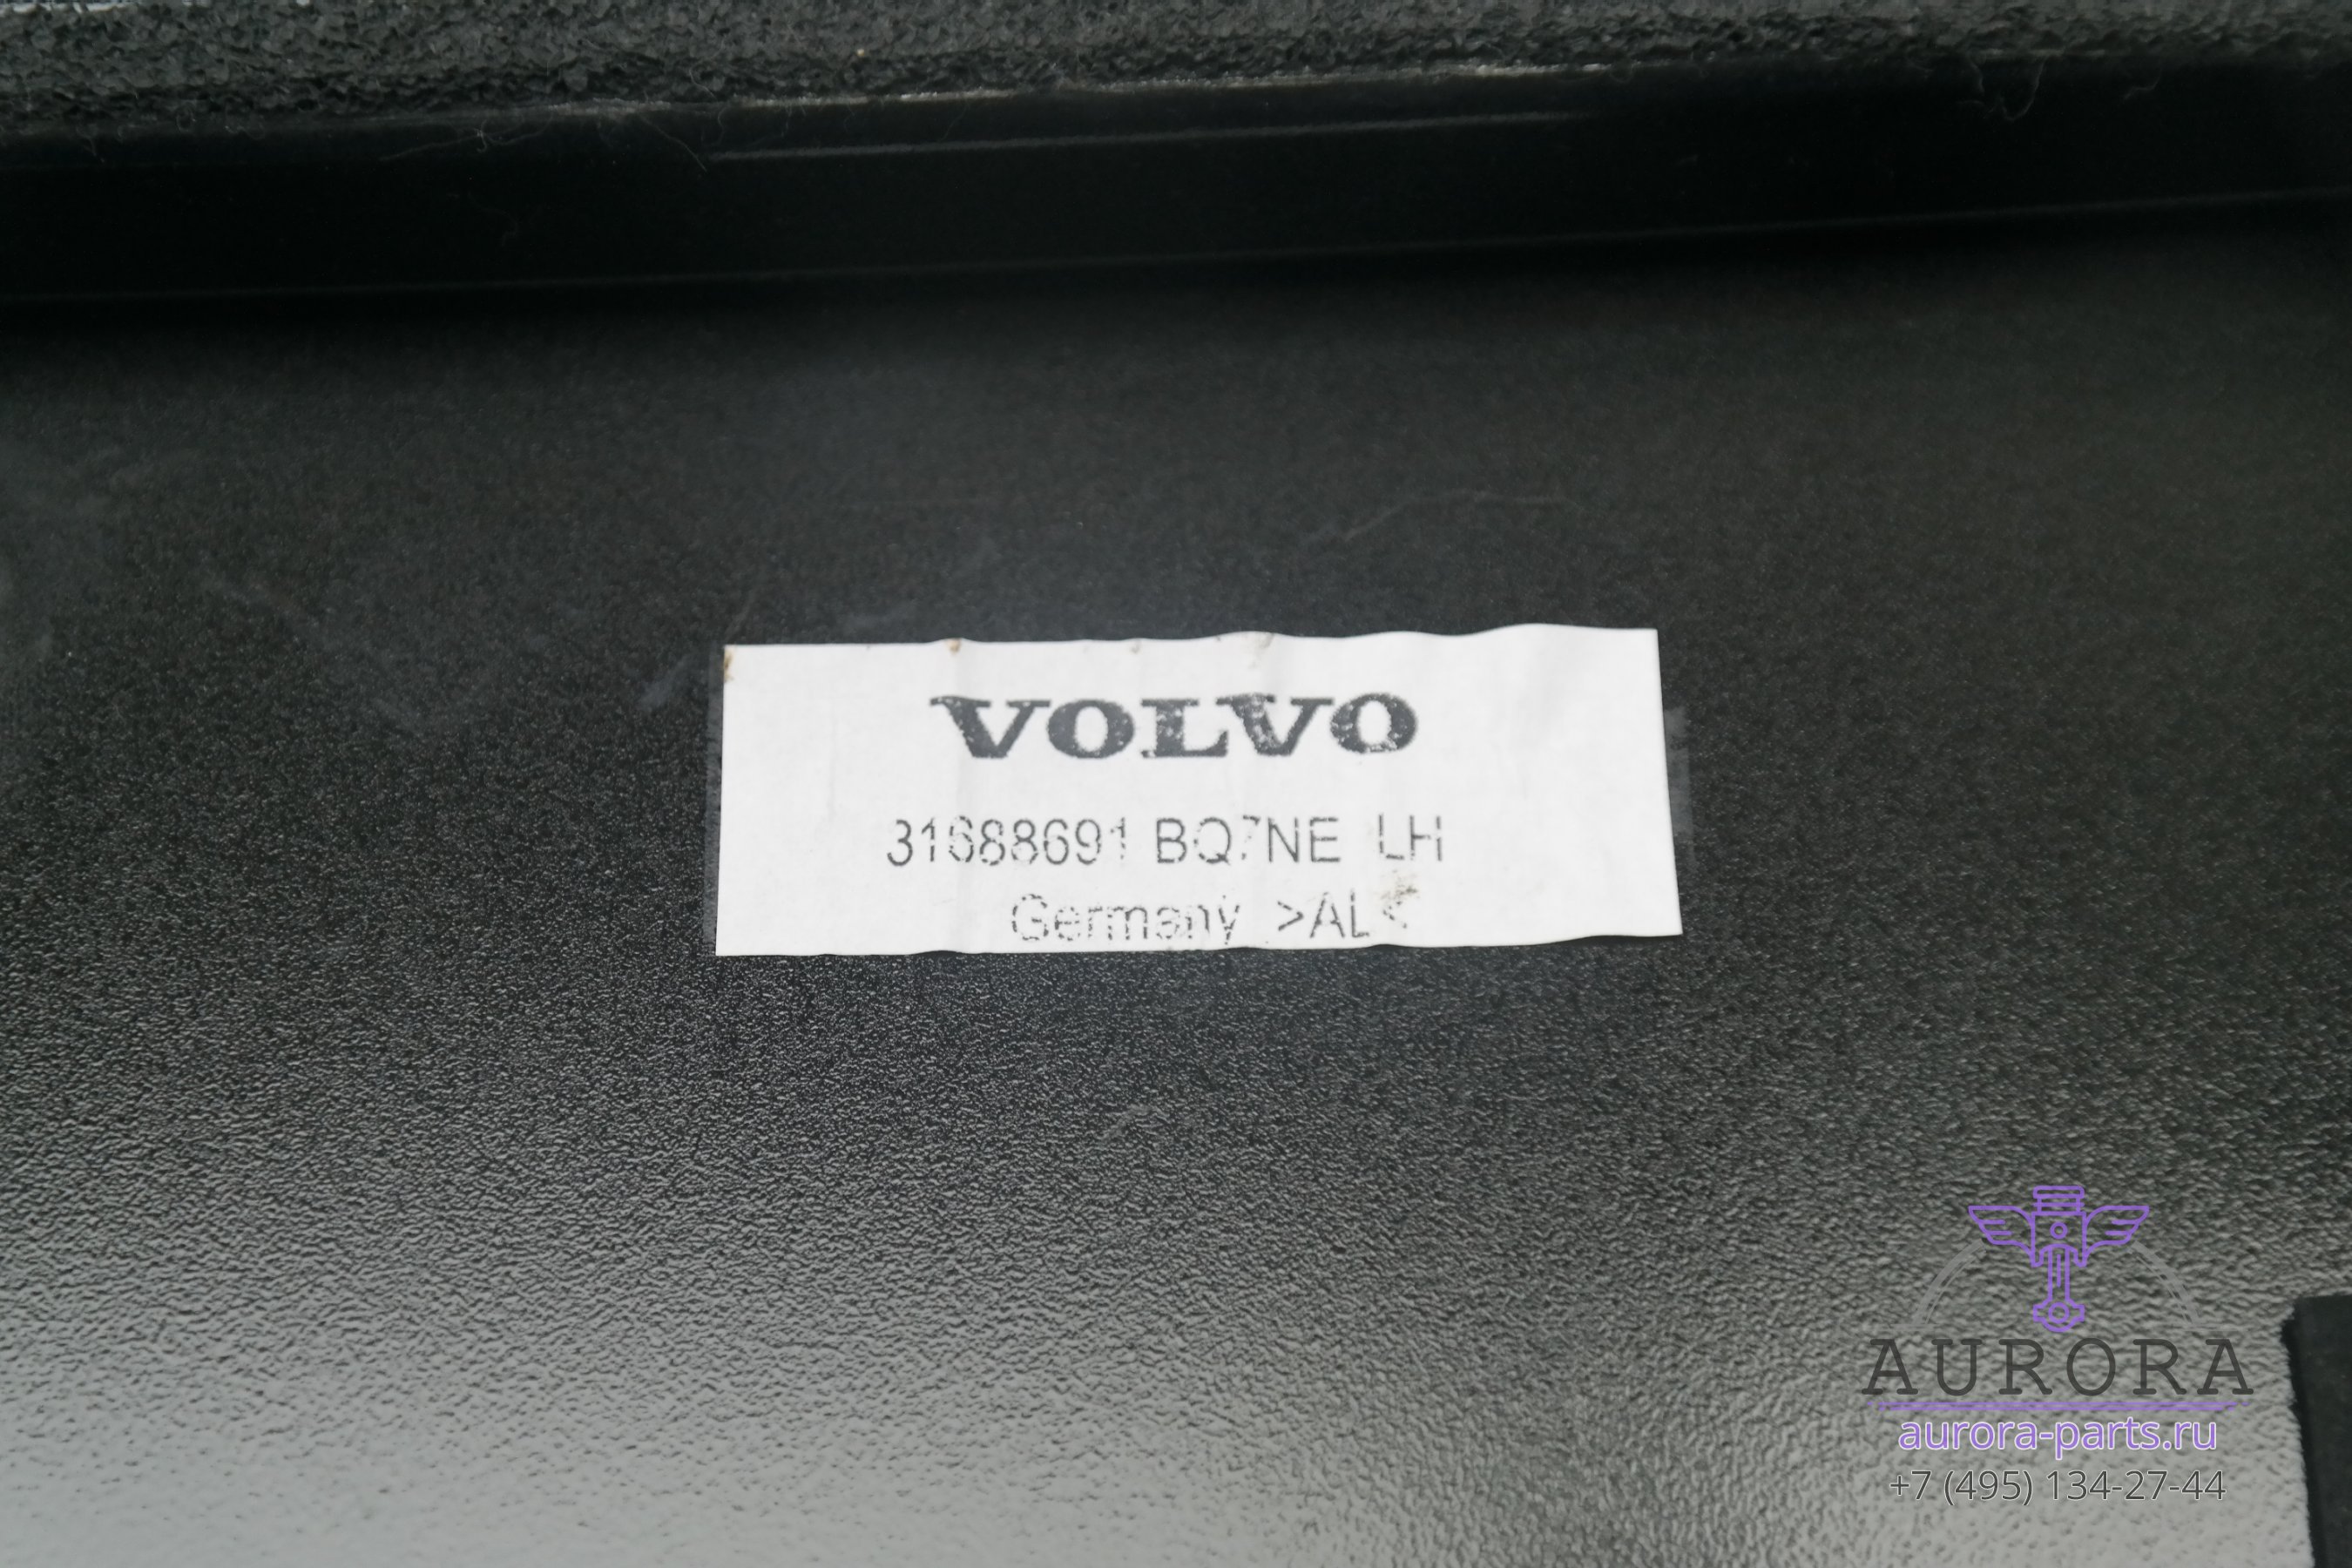 VOLVO
31688691 BQ7NE LH
Germany >AL<
AURORA
aurora-parts.ru
+7 (495) 134-27-44